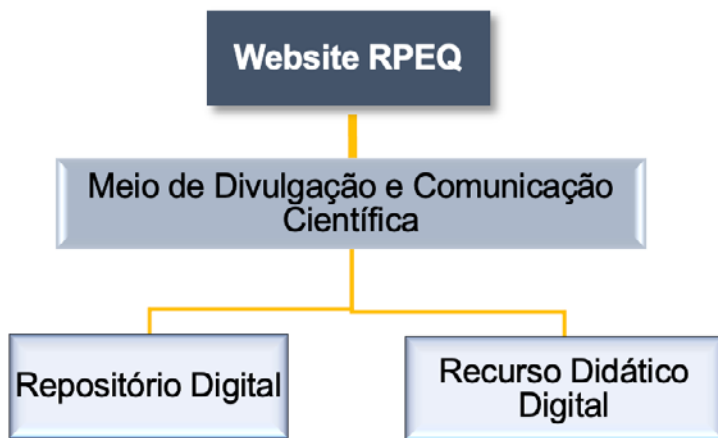 Website RPEQ
Meio de Divulgação e Comunicação
Científica
Repositório Digital
Recurso Didático
Digital